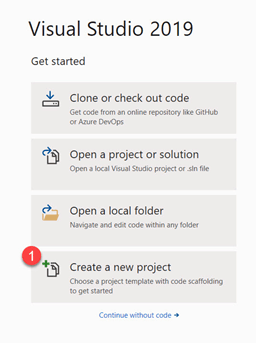 Visual Studio 2019
Get started
Clone or check out code
Get code from an online repository like GitHub
or Azure DevOps
Open a project or solution
Open a local Visual Studio project or .sln file
Open a local folder
Navigate and edit code within any folder
1
Create a new project
Choose a project template with code scaffolding
to get started
Continue without code →